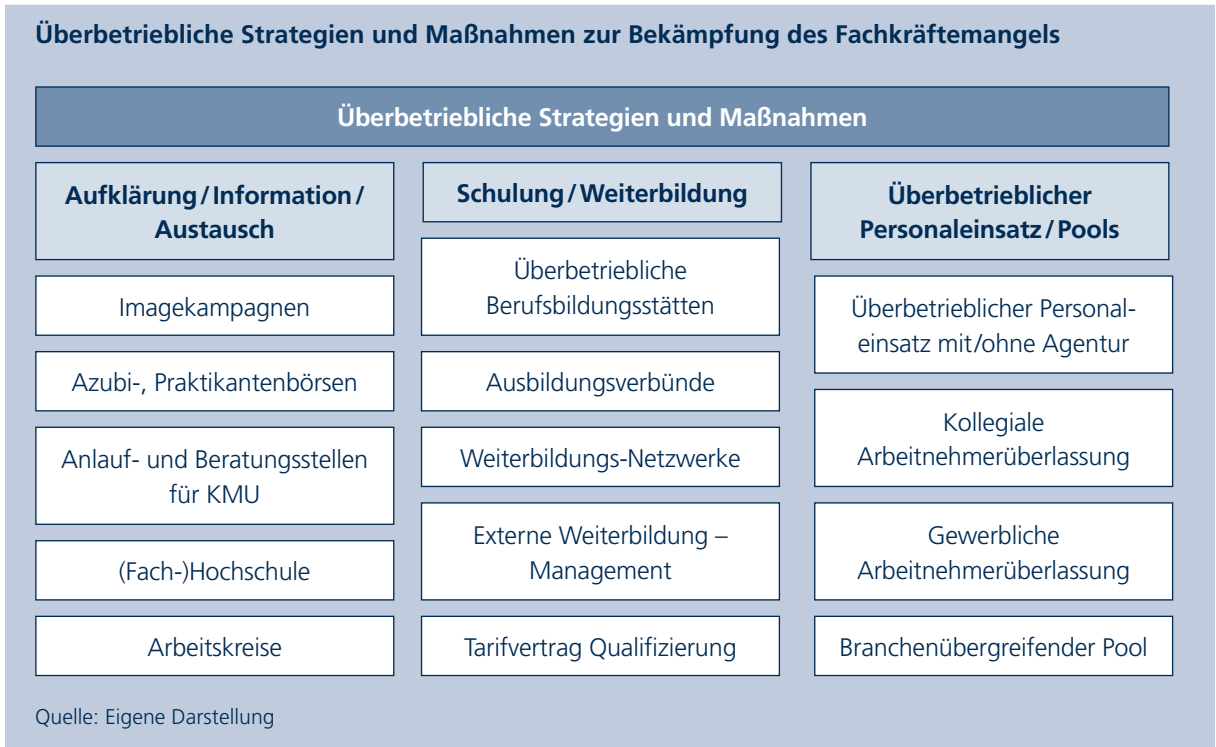 Überbetriebliche Strategien und Maßnahmen zur Bekämpfung des Fachkräftemangels
Überbetriebliche Strategien und Maßnahmen
Aufklärung/Information/
Austausch
Imagekampagnen
Azubi-, Praktikantenbörsen
Anlauf- und Beratungsstellen
für KMU
(Fach-)Hochschule
Arbeitskreise
Schulung/Weiterbildung
Überbetriebliche
Berufsbildungsstätten
Ausbildungsverbünde
Weiterbildungs-Netzwerke
Externe Weiterbildung –
Management
Tarifvertrag Qualifizierung
Überbetrieblicher
Personaleinsatz/Pools
Überbetrieblicher Personal-
einsatz mit/ohne Agentur
Kollegiale
Arbeitnehmerüberlassung
Gewerbliche
Arbeitnehmerüberlassung
Branchenübergreifender Pool
Quelle: Eigene Darstellung